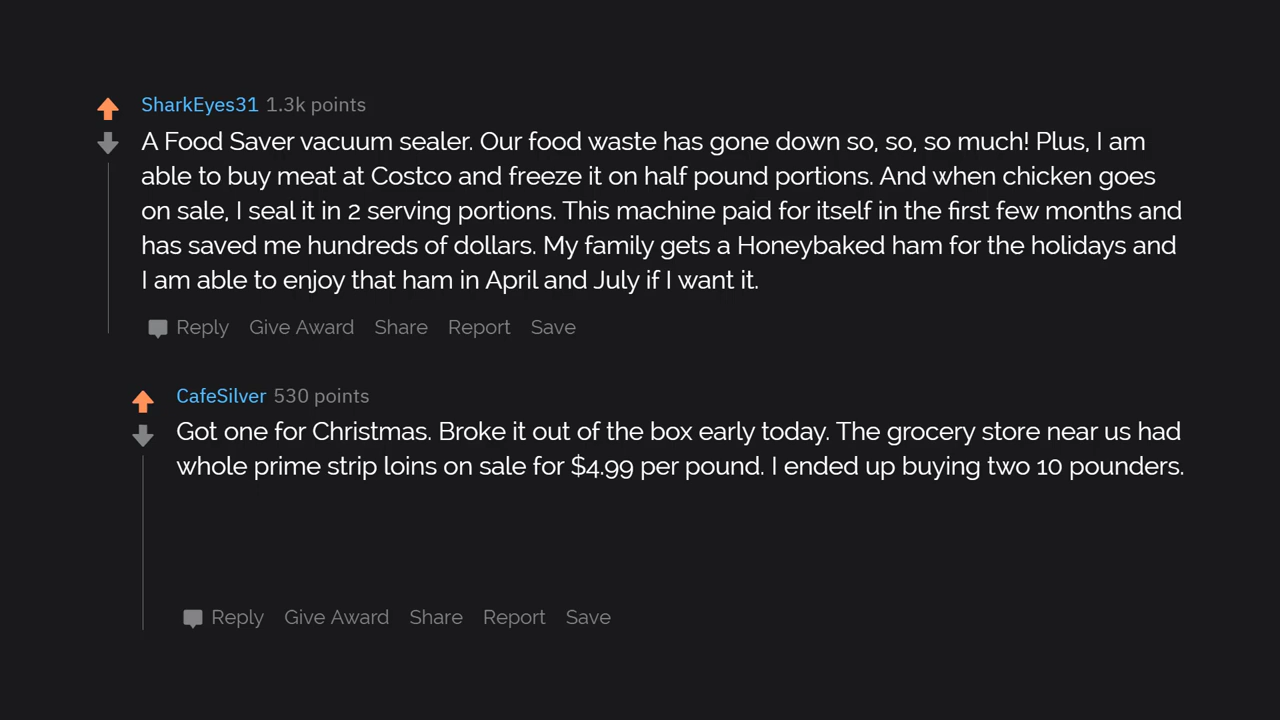 SharkEyes31 1.3k points
A Food Saver vacuum sealer. Our food waste has gone down so, so, so much! Plus, I am
able to buy meat at Costco and freeze it on half pound portions. And when chicken goes
on sale, I seal it in 2 serving portions. This machine paid for itself in the first few months and
has saved me hundreds of dollars. My family gets a Honeybaked ham for the holidays and
I am able to enjoy that ham in April and July if I want it.
Reply Give Award Share Report Save
CafeSilver 530 points
Got one for Christmas. Broke it out of the box early today. The grocery store near us had
whole prime strip loins on sale for $4.99 per pound. I ended up buying two 10 pounders.
Reply Give Award Share Report Save